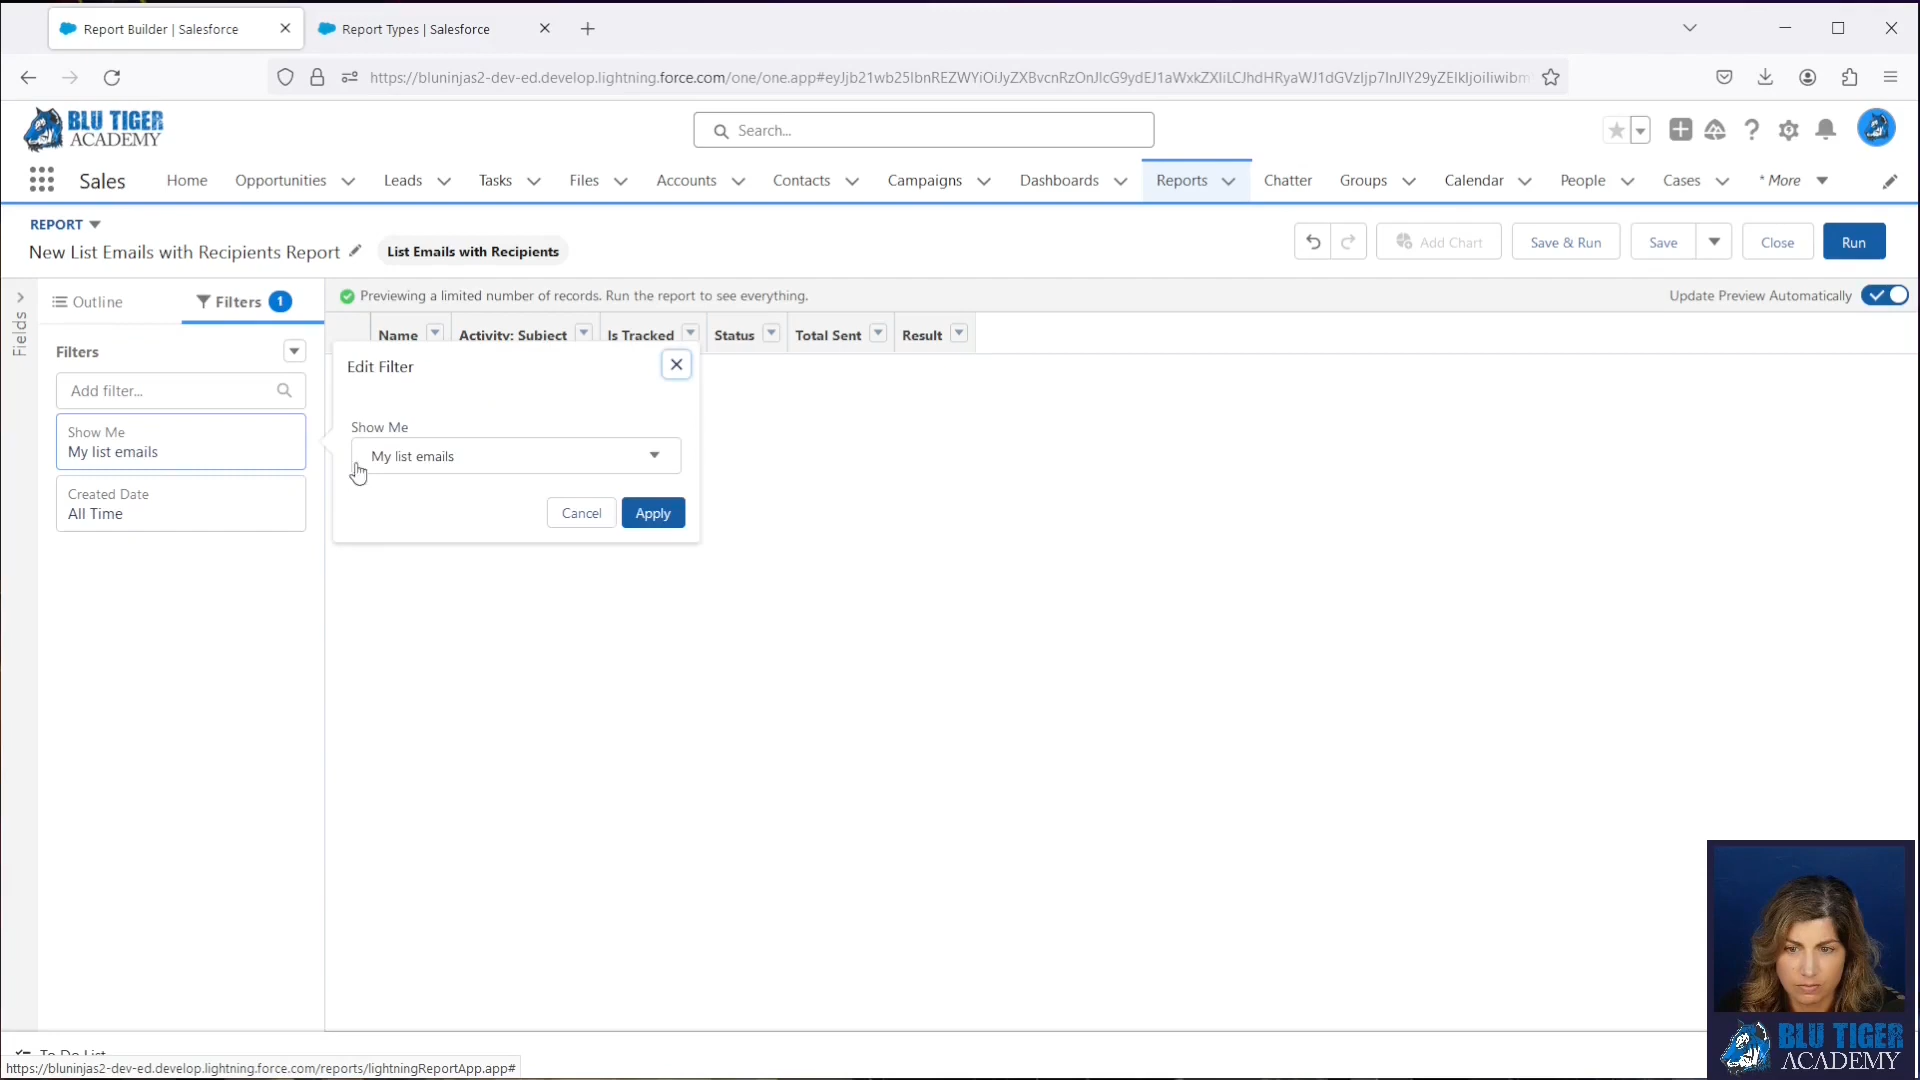 Report Builder | Salesforce
Report Types | Salesforce
https://bluninjas2-dev-ed.develop.lightning.force.com/one/one.app#
BLU TIGER
ACADEMY
Search...
Sales
Home
Opportunities
Leads
Tasks
Files
Accounts
Contacts
Campaigns
Dashboards
Reports
Chatter
Groups
Calendar
People
Cases
* More
REPORT
New List Emails with Recipients Report
List Emails with Recipients
Add Chart
Save & Run
Save
Close
Run
Fields
Outline
Filters 1
Previewing a limited number of records. Run the report to see everything.
Update Preview Automatically
Name
Activity: Subject
Is Tracked
Status
Total Sent
Result
Filters
Add filter...
Show Me
My list emails
Created Date
All Time
Edit Filter
Show Me
My list emails
Cancel
Apply
To Do List
https://bluninjas2-dev-ed.develop.lightning.force.com/reports/lightningReportApp.app#
BLU TIGER
ACADEMY